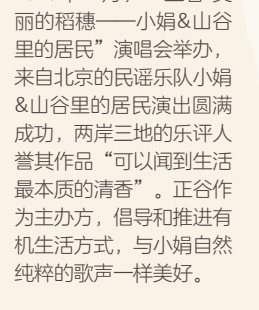 丽的稻穗——小娟&山谷
里的居民”演唱会举办，
来自北京的民谣乐队小娟
&山谷里的居民演出圆满
成功，两岸三地的乐评人
誉其作品“可以闻到生活
最本质的清香”。正谷作
为主办方，倡导和推进有
机生活方式，与小娟自然
纯粹的歌声一样美好。